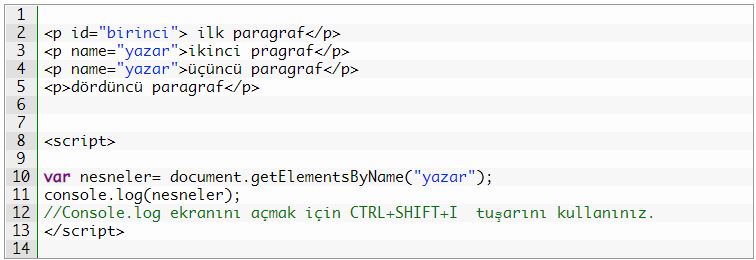 1
2 <p id="birinci"> ilk paragraf</p>
3 <p name="yazar">ikinci pragraf</p>
4 <p name="yazar">üçüncü paragraf</p>
5 <p>dördüncü paragraf</p>
6
7
8 <script>
9
10 var nesneler= document.getElementsByName("yazar");
11 console.log(nesneler);
12 //Console.log ekranını açmak için CTRL+SHIFT+I  tuşarını kullanınız.
13 </script>
14